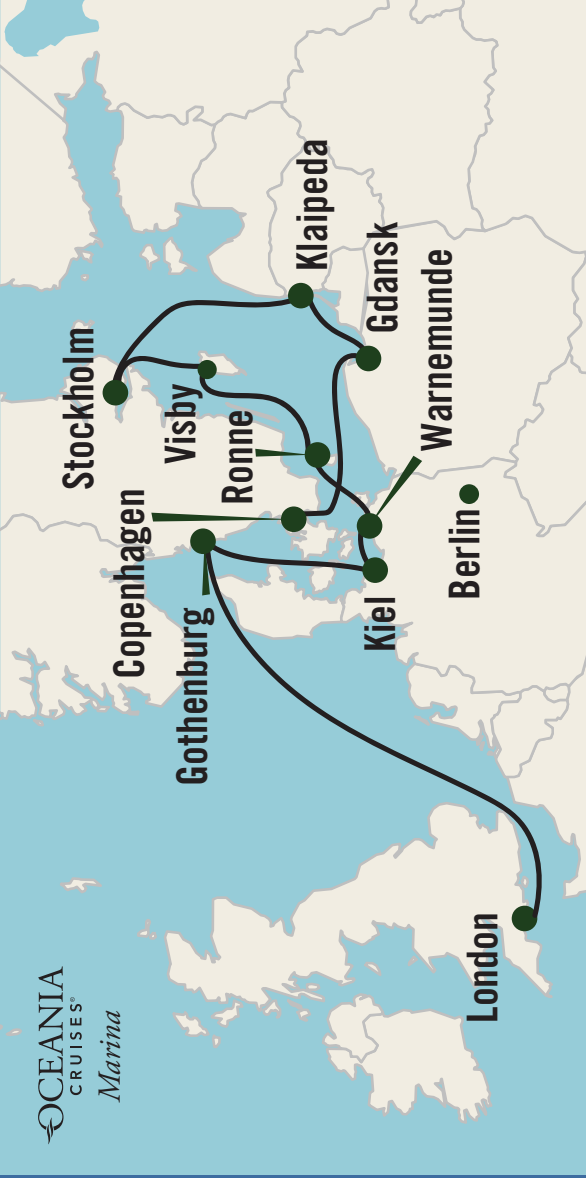 OCEANIA
CRUISES®
Marina
Stockholm
Copenhagen
Visby
Gothenburg
Ronne
Klaipeda
Gdansk
Kiel
Warnemunde
Berlin
London